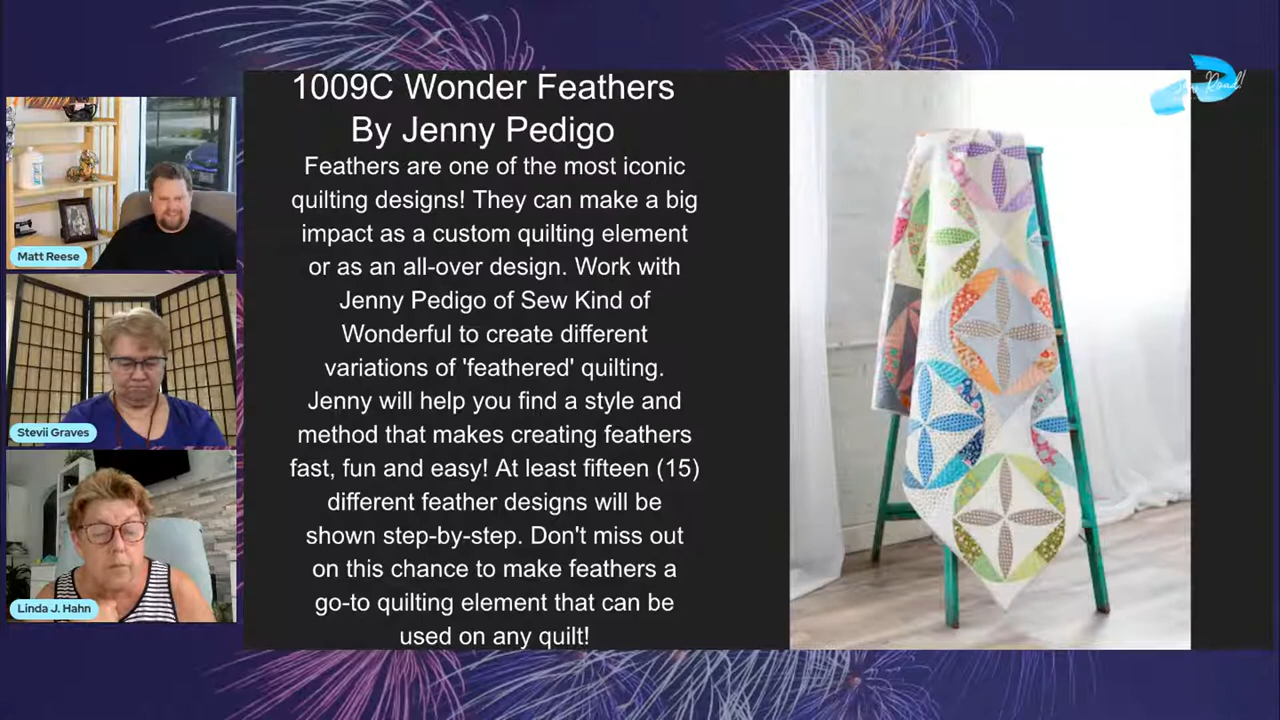 1009C Wonder Feathers
By Jenny Pedigo
Feathers are one of the most iconic
quilting designs! They can make a big
impact as a custom quilting element
or as an all-over design. Work with
Jenny Pedigo of Sew Kind of
Wonderful to create different
variations of 'feathered' quilting.
Jenny will help you find a style and
method that makes creating feathers
fast, fun and easy! At least fifteen (15)
different feather designs will be
shown step-by-step. Don't miss out
on this chance to make feathers a
go-to quilting element that can be
used on any quilt!
Matt Reese
Stevii Graves
Linda J. Hahn
Road!